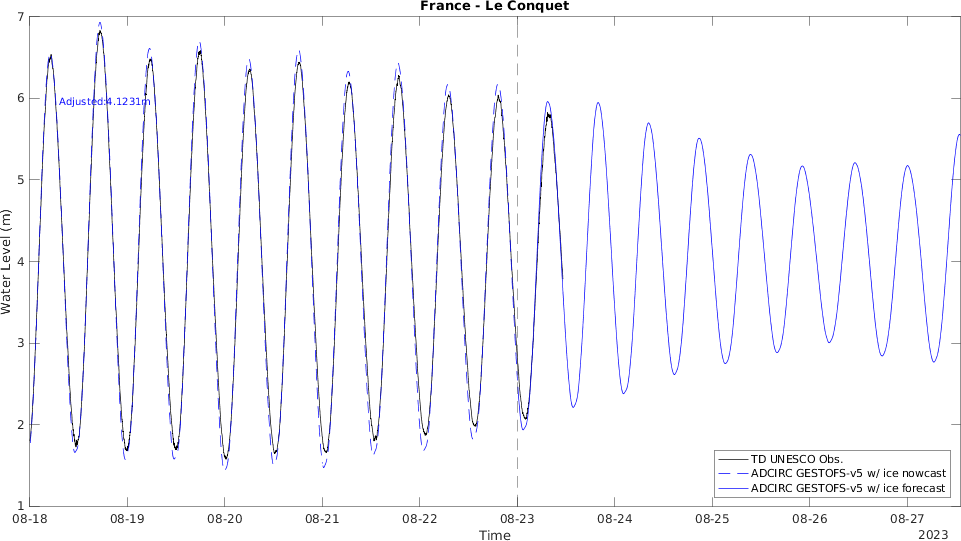 France - Le Conquet
7
6
5
4
3
2
1
Water Level (m)
Adjusted:4.1231m
TD UNESCO Obs.
ADCIRC GESTOFS-v5 w/ ice nowcast
ADCIRC GESTOFS-v5 w/ ice forecast
08-18 08-19 08-20 08-21 08-22 08-23 08-24 08-25 08-26 08-27
Time
2023